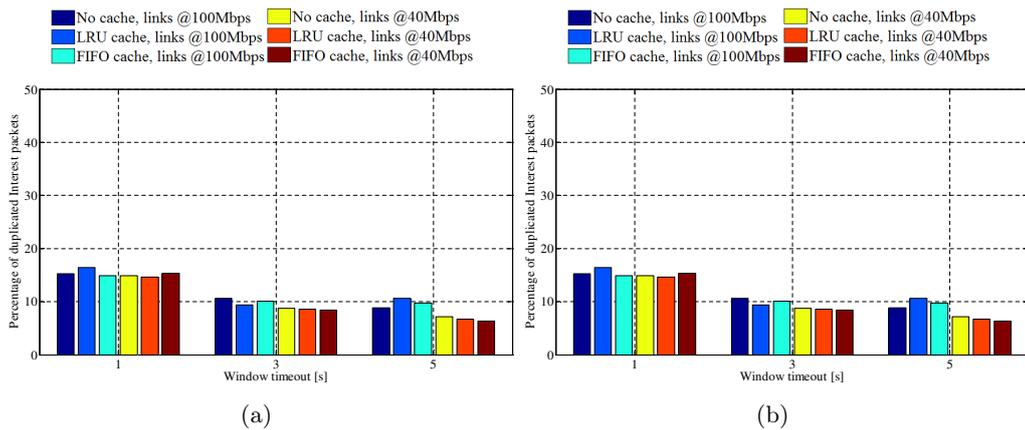 No cache, links @100Mbps No cache, links @40Mbps
LRU cache, links @100Mbps LRU cache, links @40Mbps
FIFO cache, links @100Mbps FIFO cache, links @40Mbps
Percentage of duplicated Interest packets
50
40
30
20
10
0
1 3 5
Window timeout [s]
(a)
No cache, links @100Mbps No cache, links @40Mbps
LRU cache, links @100Mbps LRU cache, links @40Mbps
FIFO cache, links @100Mbps FIFO cache, links @40Mbps
Percentage of duplicated Interest packets
50
40
30
20
10
0
1 3 5
Window timeout [s]
(b)